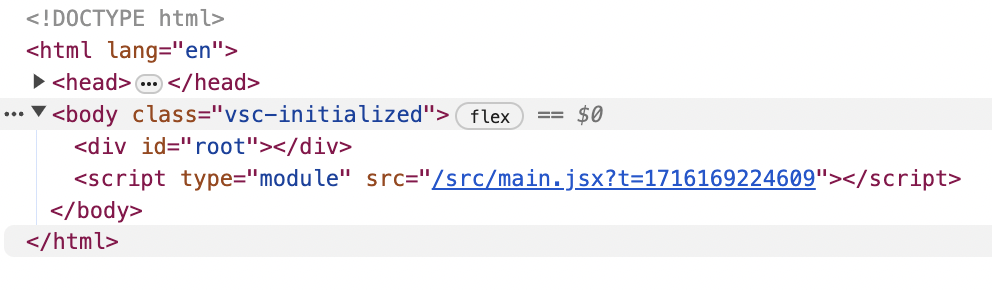 <!DOCTYPE html>
<html lang="en">
▶ <head> ••• </head>
••• ▼ <body class="vsc-initialized"> flex == $0
<div id="root"></div>
<script type="module" src="/src/main.jsx?t=1716169224609"></script>
</body>
</html>